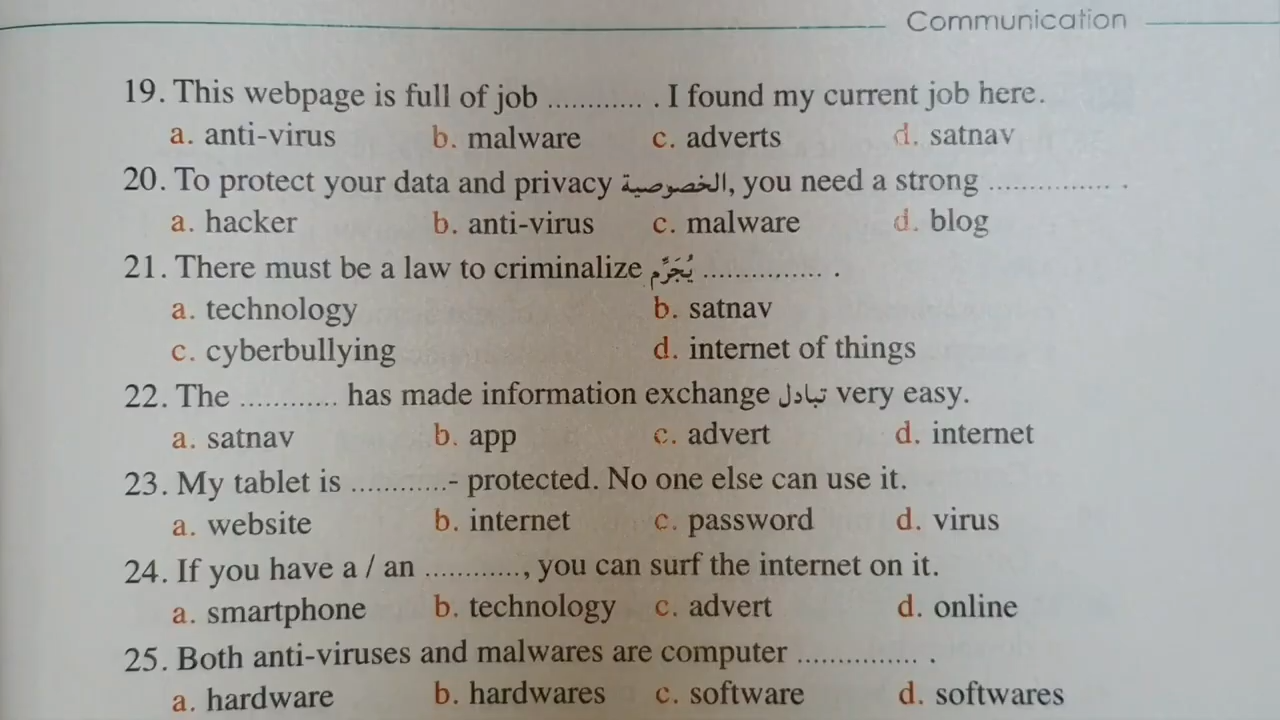 Communication
19. This webpage is full of job ............ . I found my current job here.
a. anti-virus b. malware c. adverts d. satnav
20. To protect your data and privacy الخصوصية, you need a strong ............... .
a. hacker b. anti-virus c. malware d. blog
21. There must be a law to criminalize يُجَرِّم ............... .
a. technology b. satnav
c. cyberbullying d. internet of things
22. The ............ has made information exchange تبادل very easy.
a. satnav b. app c. advert d. internet
23. My tablet is ............- protected. No one else can use it.
a. website b. internet c. password d. virus
24. If you have a / an ............, you can surf the internet on it.
a. smartphone b. technology c. advert d. online
25. Both anti-viruses and malwares are computer ............... .
a. hardware b. hardwares c. software d. softwares